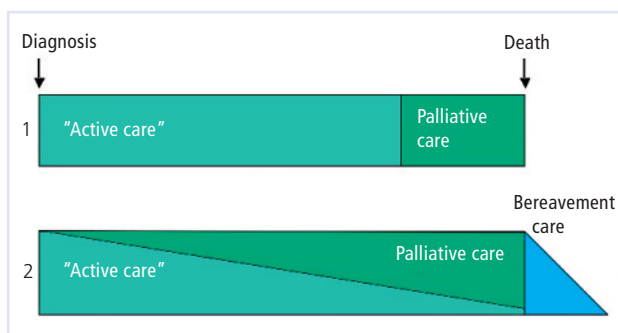 Diagnosis
Death
1
“Active care”
Palliative
care
Bereavement
care
2
“Active care”
Palliative care